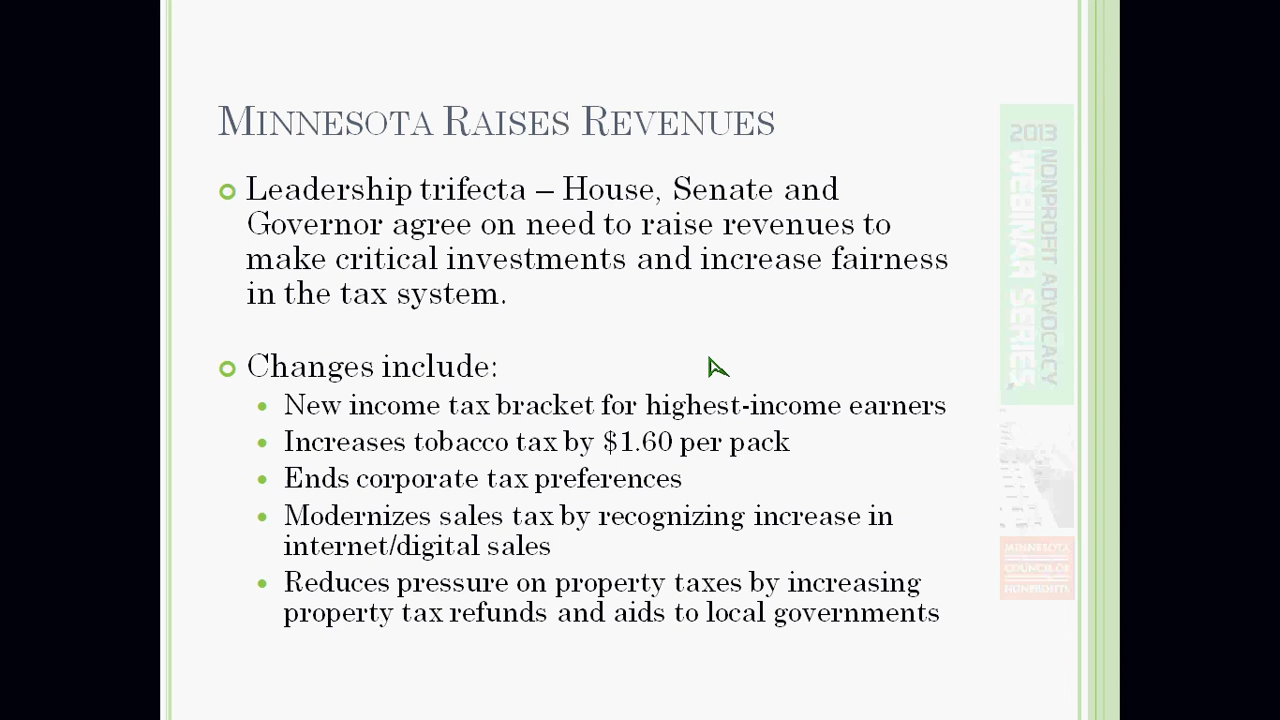 MINNESOTA RAISES REVENUES
Leadership trifecta – House, Senate and
Governor agree on need to raise revenues to
make critical investments and increase fairness
in the tax system.
Changes include:
New income tax bracket for highest-income earners
Increases tobacco tax by $1.60 per pack
Ends corporate tax preferences
Modernizes sales tax by recognizing increase in
internet/digital sales
Reduces pressure on property taxes by increasing
property tax refunds and aids to local governments
2013
NONPROFIT ADVOCACY
WEBINAR SERIES
MINNESOTA
COUNCIL OF
NONPROFITS